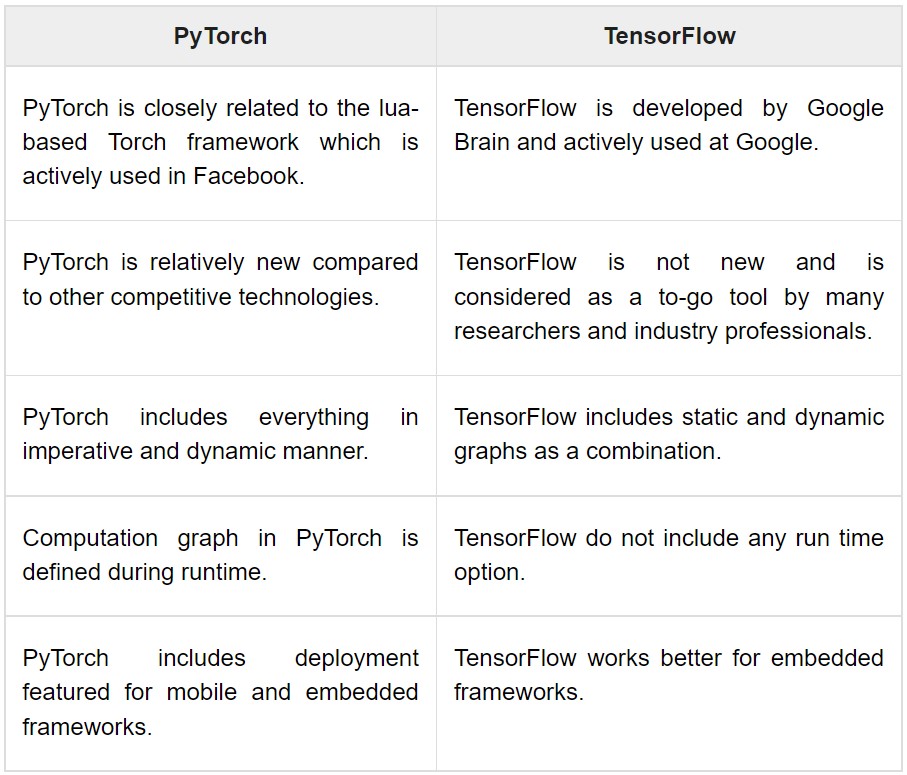 PyTorch
TensorFlow
PyTorch is closely related to the lua-
based Torch framework which is
actively used in Facebook.
TensorFlow is developed by Google
Brain and actively used at Google.
PyTorch is relatively new compared
to other competitive technologies.
TensorFlow is not new and is
considered as a to-go tool by many
researchers and industry professionals.
PyTorch includes everything in
imperative and dynamic manner.
TensorFlow includes static and dynamic
graphs as a combination.
Computation graph in PyTorch is
defined during runtime.
TensorFlow do not include any run time
option.
PyTorch includes deployment
featured for mobile and embedded
frameworks.
TensorFlow works better for embedded
frameworks.